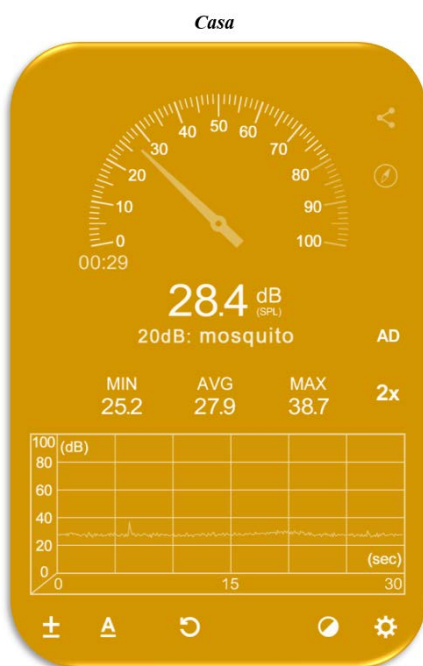 Casa
0 10 20 30 40 50 60 70 80 90 100
00:29
28.4 dB
(SPL)
20dB: mosquito
AD
MIN AVG MAX
25.2 27.9 38.7
2x
100 (dB)
80
60
40
20
0
(sec)
0 15 30
A